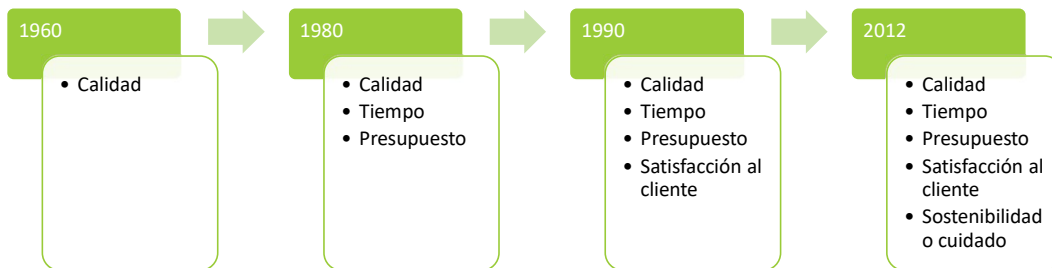 1960
• Calidad
1980
• Calidad
• Tiempo
• Presupuesto
1990
• Calidad
• Tiempo
• Presupuesto
• Satisfacción al
cliente
2012
• Calidad
• Tiempo
• Presupuesto
• Satisfacción al
cliente
• Sostenibilidad
o cuidado